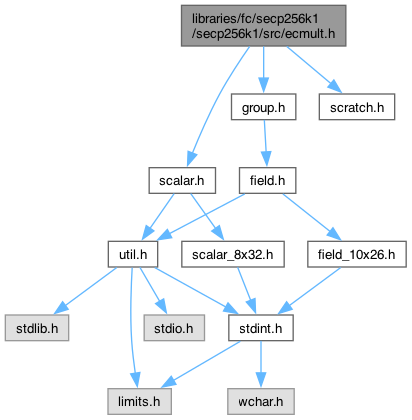 libraries/fc/secp256k1
/secp256k1/src/ecmult.h
group.h
scratch.h
scalar.h
field.h
util.h
scalar_8x32.h
field_10x26.h
stdlib.h
stdio.h
stdint.h
limits.h
wchar.h